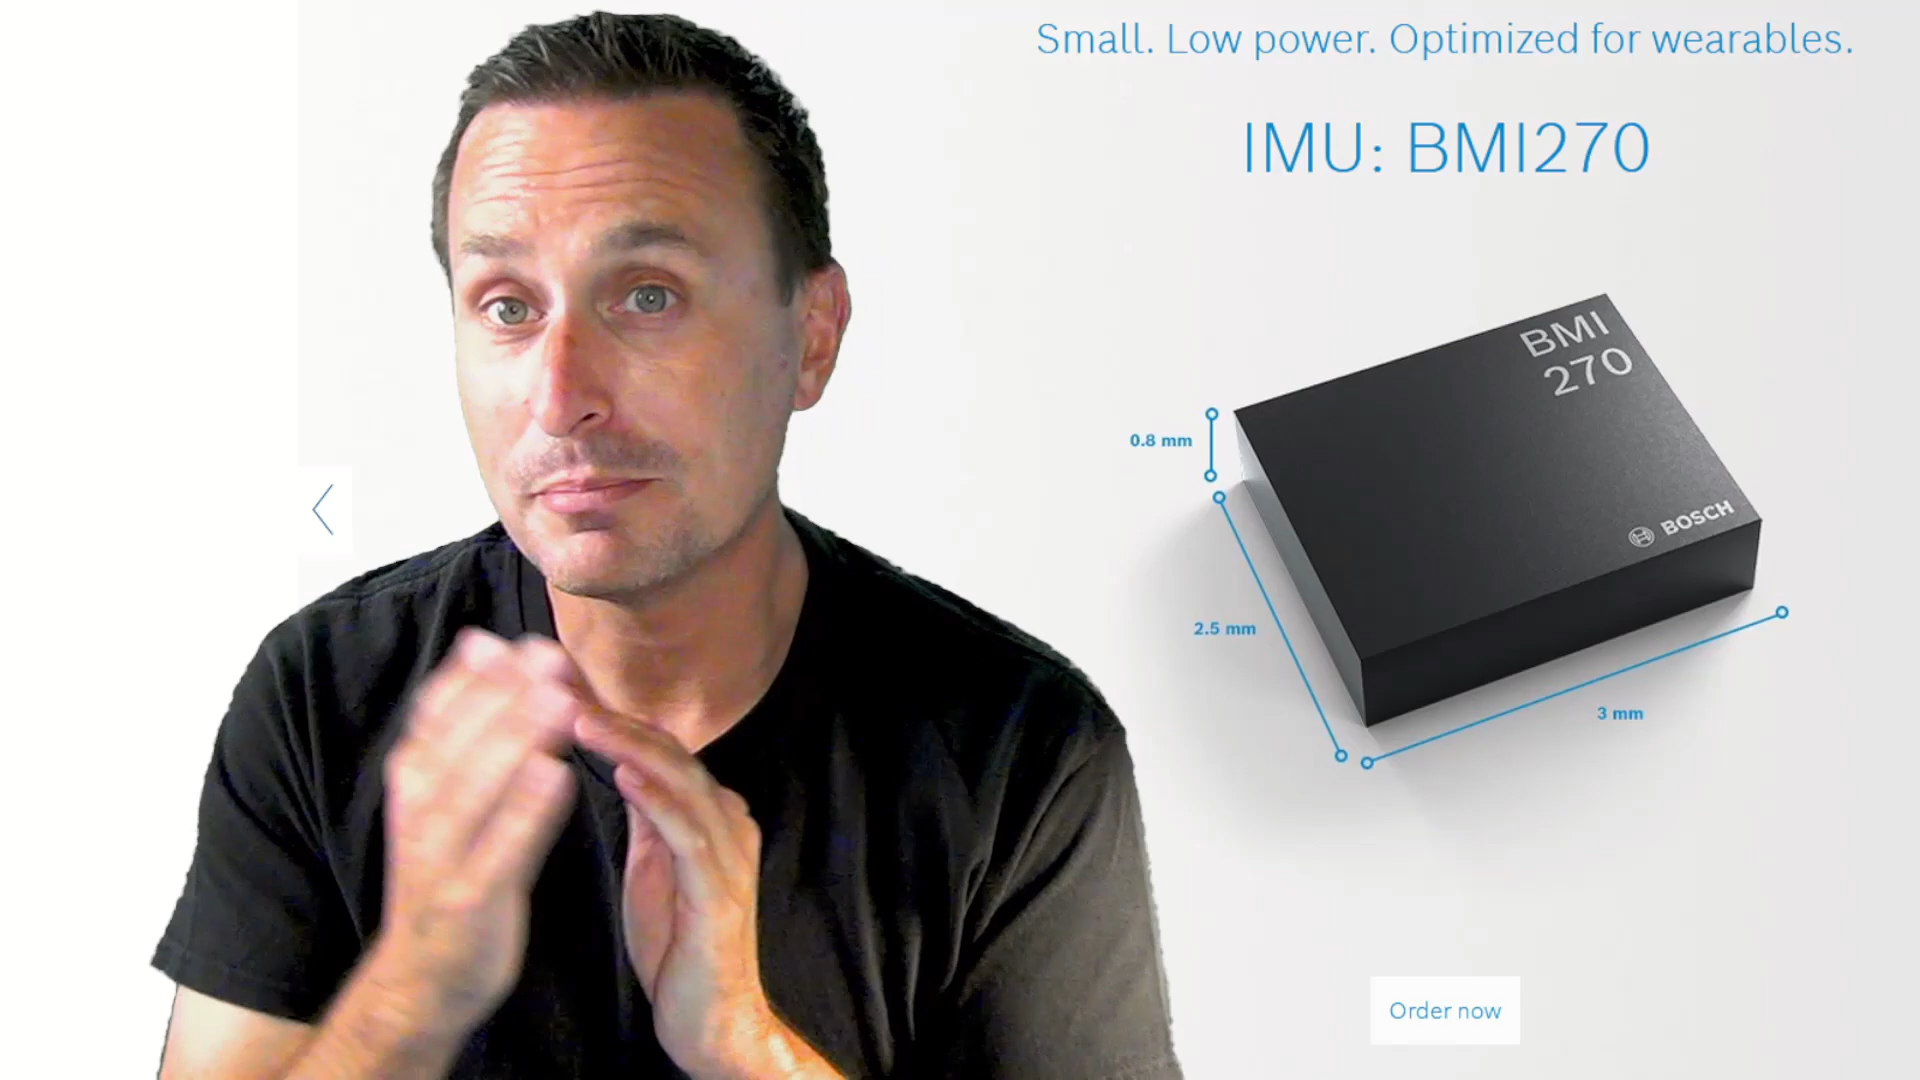 Small. Low power. Optimized for wearables.
IMU: BMI270
BMI
270
BOSCH
0.8 mm
2.5 mm
3 mm
Order now